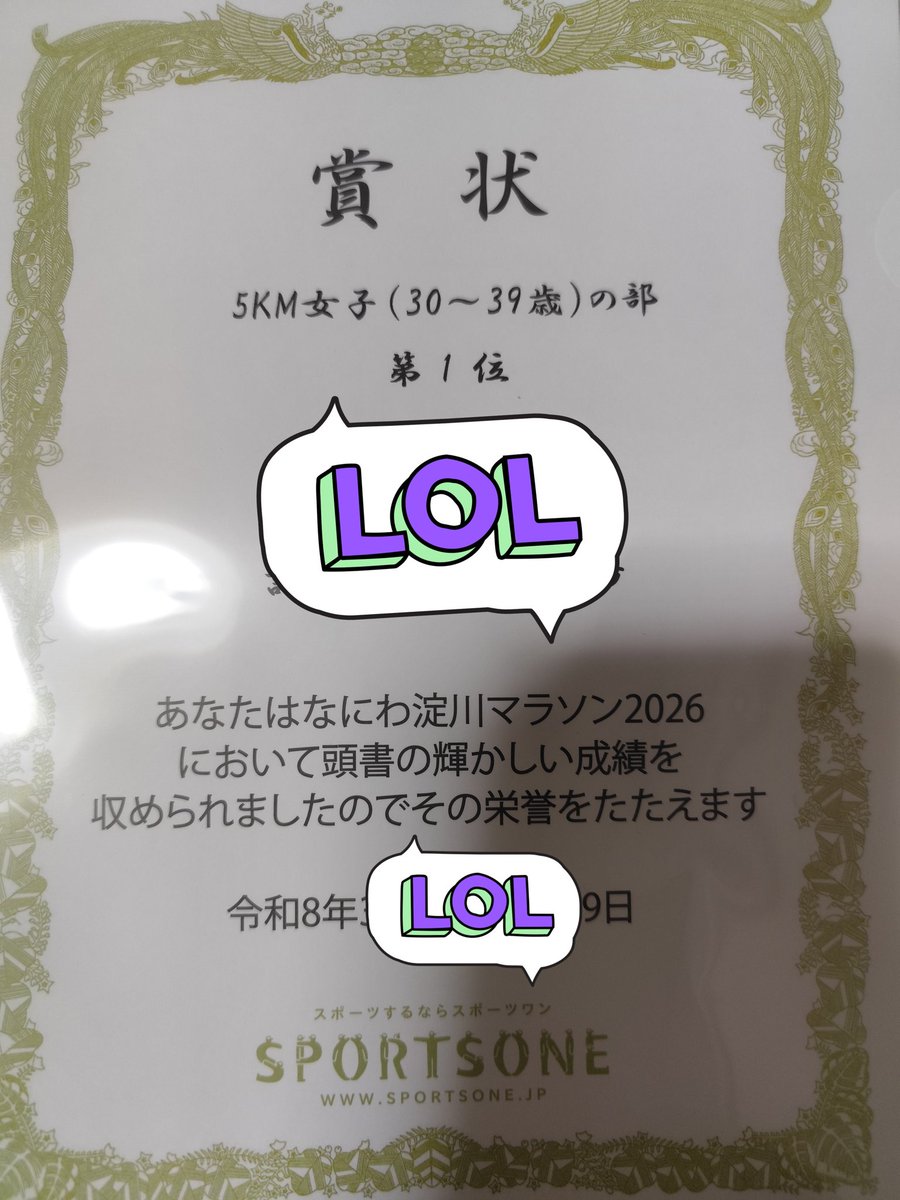 賞状
5KM女子(30〜39歳)の部
第1位
LOL
あなたはなにわ淀川マラソン2026
において頭書の輝かしい成績を
収められましたのでその栄誉をたたえます
令和8年3
LOL
9日
スポーツするならスポーツワン
SPORTSONE
WWW.SPORTSONE.JP